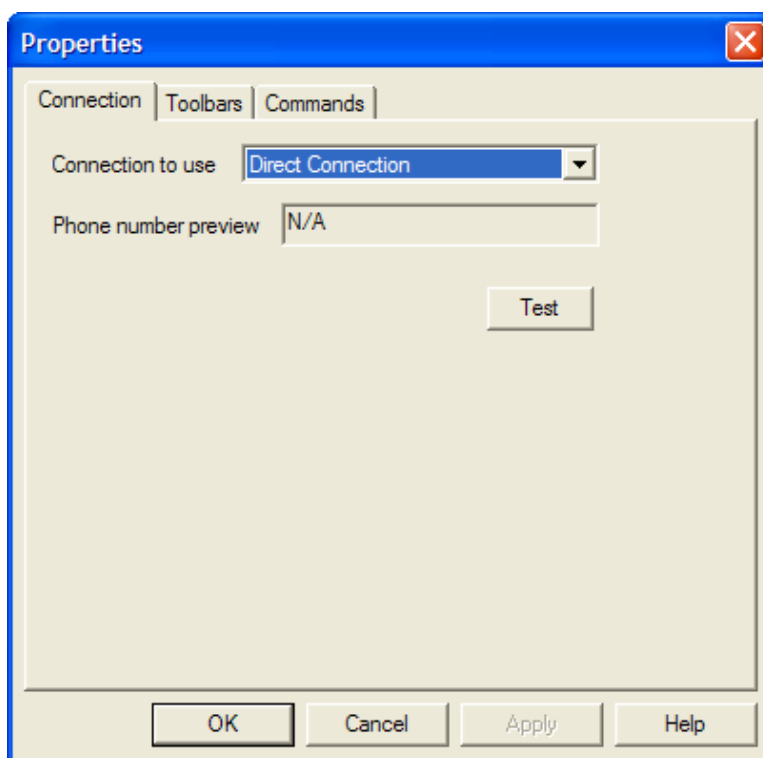 Properties
Connection Toolbars Commands
Connection to use Direct Connection
Phone number preview N/A
Test
OK Cancel Apply Help